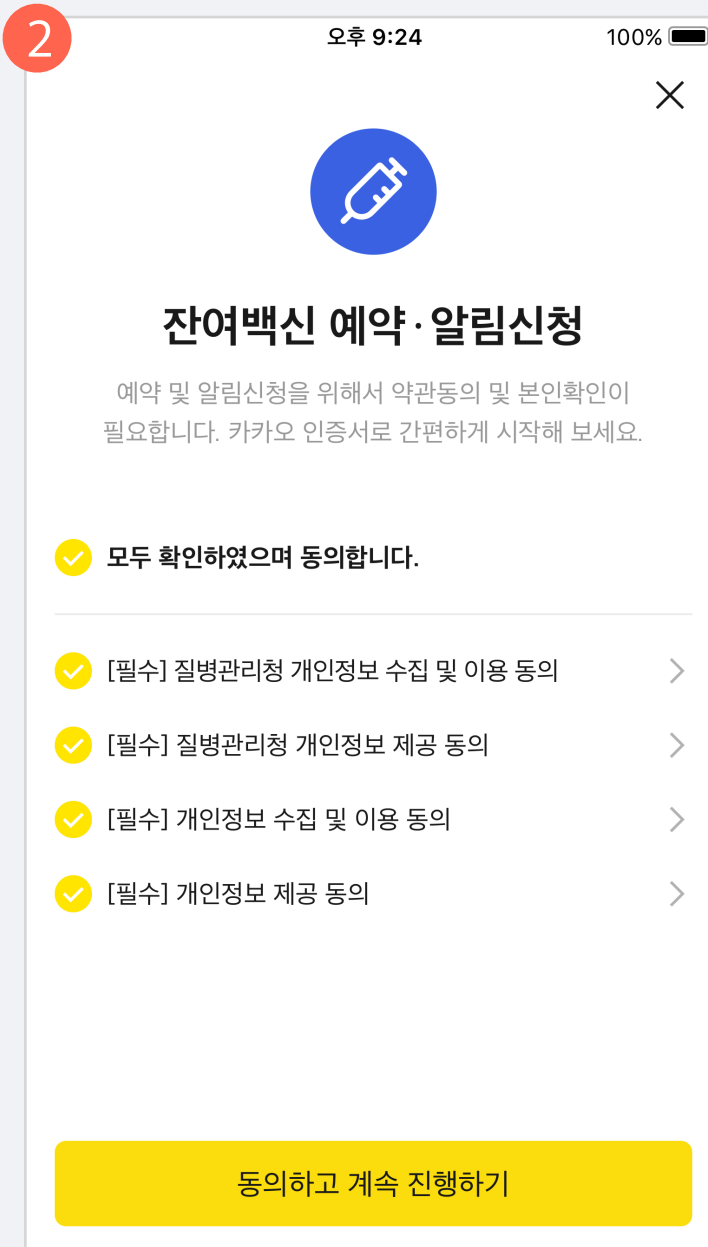 2
오후 9:24
100%
잔여백신 예약·알림신청
예약 및 알림신청을 위해서 약관동의 및 본인확인이
필요합니다. 카카오 인증서로 간편하게 시작해 보세요.
모두 확인하였으며 동의합니다.
[필수] 질병관리청 개인정보 수집 및 이용 동의
[필수] 질병관리청 개인정보 제공 동의
[필수] 개인정보 수집 및 이용 동의
[필수] 개인정보 제공 동의
동의하고 계속 진행하기